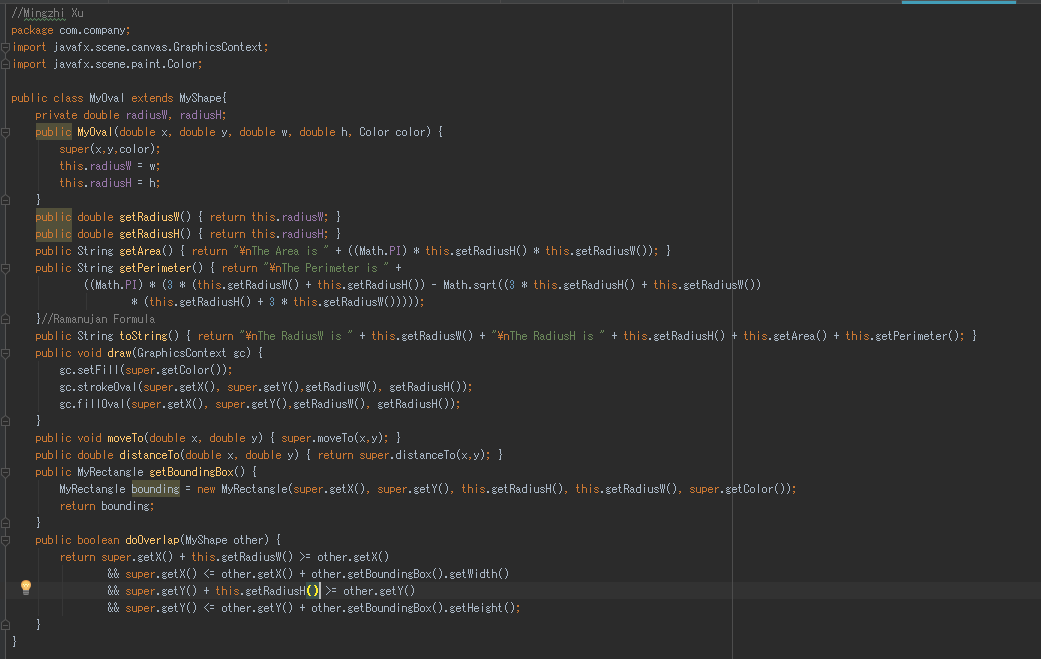 //Mingzhi Xu
package com.company;
import javafx.scene.canvas.GraphicsContext;
import javafx.scene.paint.Color;
public class MyOval extends MyShape{
private double radiusW, radiusH;
public MyOval(double x, double y, double w, double h, Color color) {
super(x,y,color);
this.radiusW = w;
this.radiusH = h;
}
public double getRadiusW() { return this.radiusW; }
public double getRadiusH() { return this.radiusH; }
public String getArea() { return "¥nThe Area is " + ((Math.PI) * this.getRadiusH() * this.getRadiusW()); }
public String getPerimeter() { return "¥nThe Perimeter is " +
((Math.PI) * (3 * (this.getRadiusW() + this.getRadiusH()) - Math.sqrt((3 * this.getRadiusH() + this.getRadiusW())
* (this.getRadiusH() + 3 * this.getRadiusW()))));
}//Ramanujan Formula
public String toString() { return "¥nThe RadiusW is " + this.getRadiusW() + "¥nThe RadiusH is " + this.getRadiusH() + this.getArea() + this.getPerimeter(); }
public void draw(GraphicsContext gc) {
gc.setFill(super.getColor());
gc.strokeOval(super.getX(), super.getY(),getRadiusW(), getRadiusH());
gc.fillOval(super.getX(), super.getY(),getRadiusW(), getRadiusH());
}
public void moveTo(double x, double y) { super.moveTo(x,y); }
public double distanceTo(double x, double y) { return super.distanceTo(x,y); }
public MyRectangle getBoundingBox() {
MyRectangle bounding = new MyRectangle(super.getX(), super.getY(), this.getRadiusH(), this.getRadiusW(), super.getColor());
return bounding;
}
public boolean doOverlap(MyShape other) {
return super.getX() + this.getRadiusW() >= other.getX()
&& super.getX() <= other.getX() + other.getBoundingBox().getWidth()
&& super.getY() + this.getRadiusH() >= other.getY()
&& super.getY() <= other.getY() + other.getBoundingBox().getHeight();
}
}